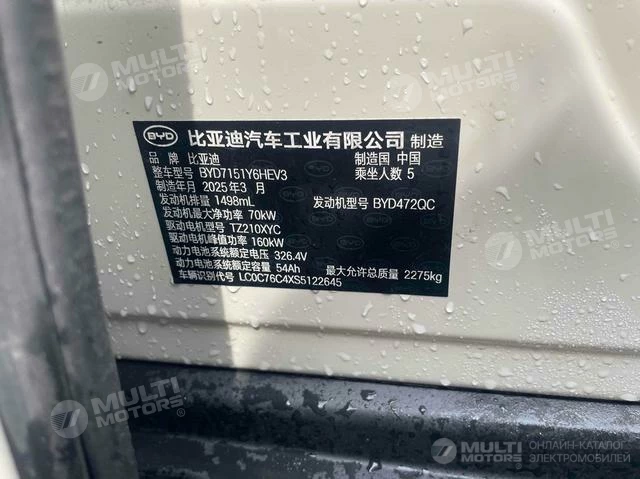 MULTI
MOTORS®
MULTI
MOTORS®
BYD 比亚迪汽车工业有限公司 制造
品 牌 比亚迪
制造国 中国
整车型号 BYD7151Y6HEV3
乘坐人数 5
制造年月 2025年3月
发动机排量 1498mL
发动机型号 BYD472QC
发动机最大净功率 70kW
驱动电机型号 TZ210XYC
驱动电机峰值功率 160kW
动力电池系统额定电压 326.4V
动力电池系统额定容量 54Ah
最大允许总质量 2275kg
车辆识别代号 LC0C76C4XS5122645
MULTI
MOTORS®
MULTI
MOTORS
ОНЛАЙН-КАТАЛОГ
ЭЛЕКТРОМОБИЛЕЙ